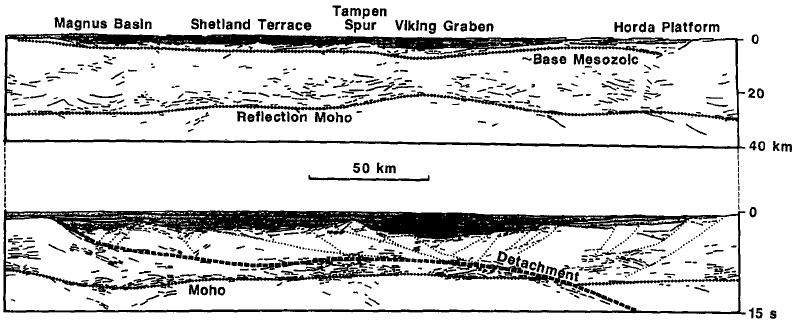 Magnus Basin
Shetland Terrace
Tampen
Spur
Viking Graben
Horda Platform
0
~Base Mesozoic
20
Reflection Moho
40 km
50 km
0
Detachment
Moho
15 s